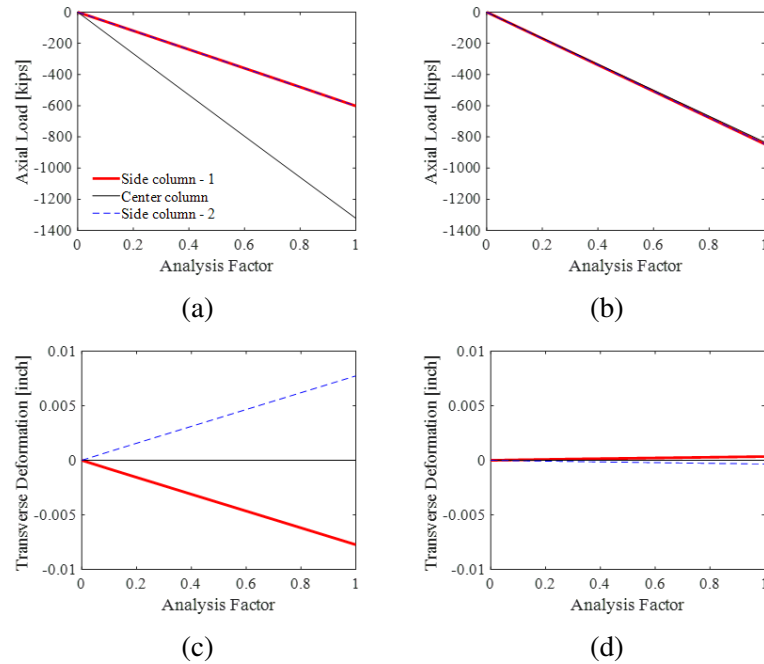 0
-200
-400
-600
-800
-1000
-1200
-1400
Axial Load [kips]
Side column - 1
Center column
Side column - 2
0 0.2 0.4 0.6 0.8 1
Analysis Factor
(a)
0
-200
-400
-600
-800
-1000
-1200
-1400
Axial Load [kips]
0 0.2 0.4 0.6 0.8 1
Analysis Factor
(b)
0.01
0.005
0
-0.005
-0.01
Transverse Deformation [inch]
0 0.2 0.4 0.6 0.8 1
Analysis Factor
(c)
0.01
0.005
0
-0.005
-0.01
Transverse Deformation [inch]
0 0.2 0.4 0.6 0.8 1
Analysis Factor
(d)